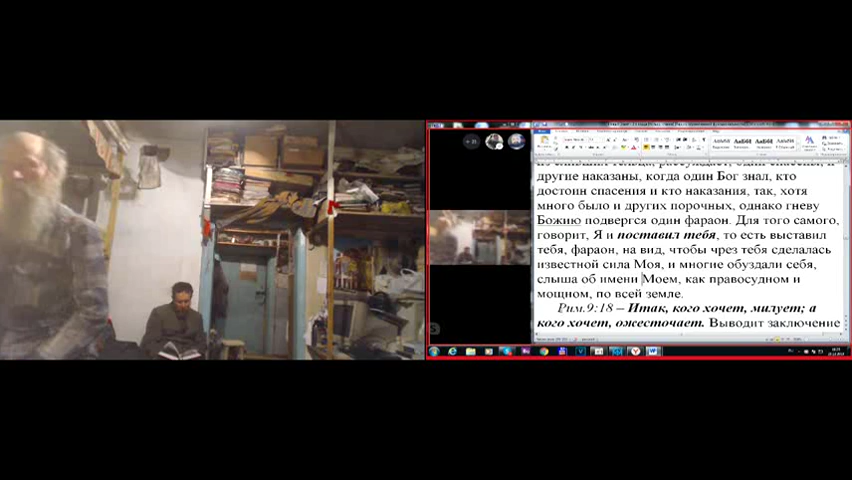 другие наказаны, когда один Бог знал, кто
достоин спасения и кто наказания, так, хотя
много было и других порочных, однако гневу
Божию подвергся один фараон. Для того самого,
говорит, Я и поставил тебя, то есть выставил
тебя, фараон, на вид, чтобы чрез тебя сделалась
известной сила Моя, и многие обуздали себя,
слыша об имени Моем, как правосудном и
мощном, по всей земле.
Рим.9:18 – Итак, кого хочет, милует; а
кого хочет, ожесточает. Выводит заключение